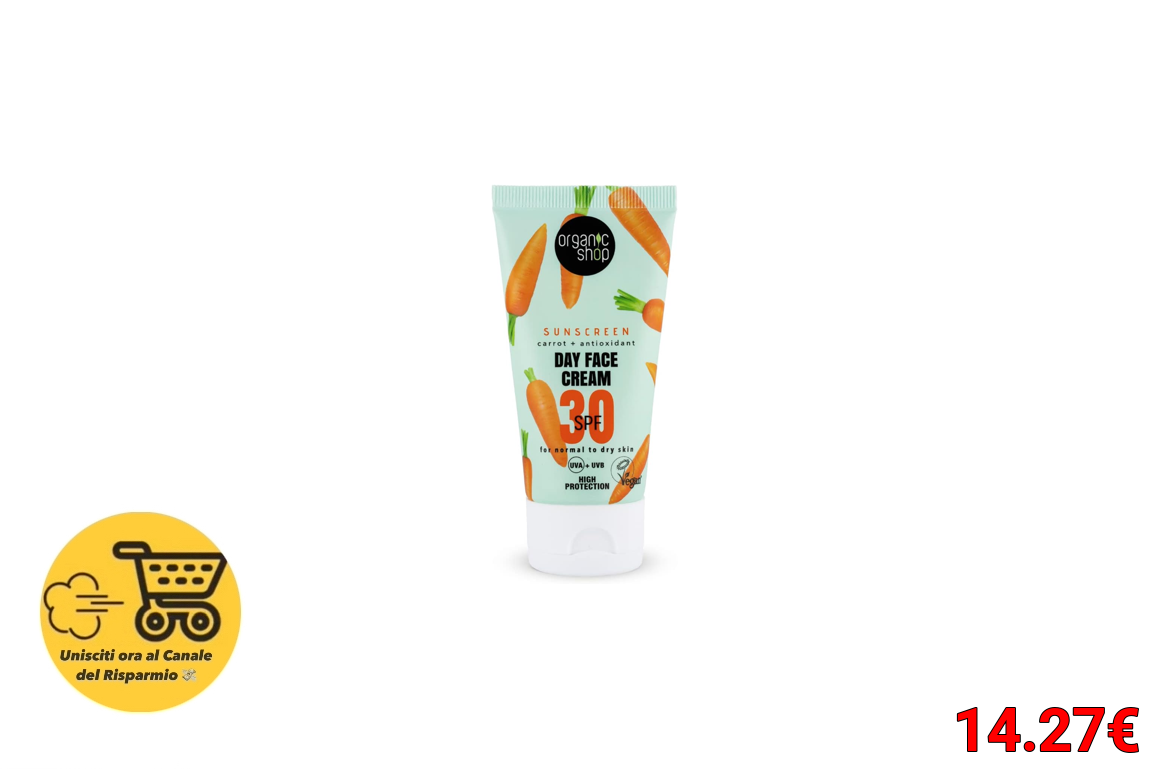 organic
shop
SUNSCREEN
carrot + antioxidant
DAY FACE
CREAM
30
SPF
for normal to dry skin
UVA + UVB
HIGH
PROTECTION
Vegan
Unisciti ora al Canale
del Risparmio 💸
14.27€